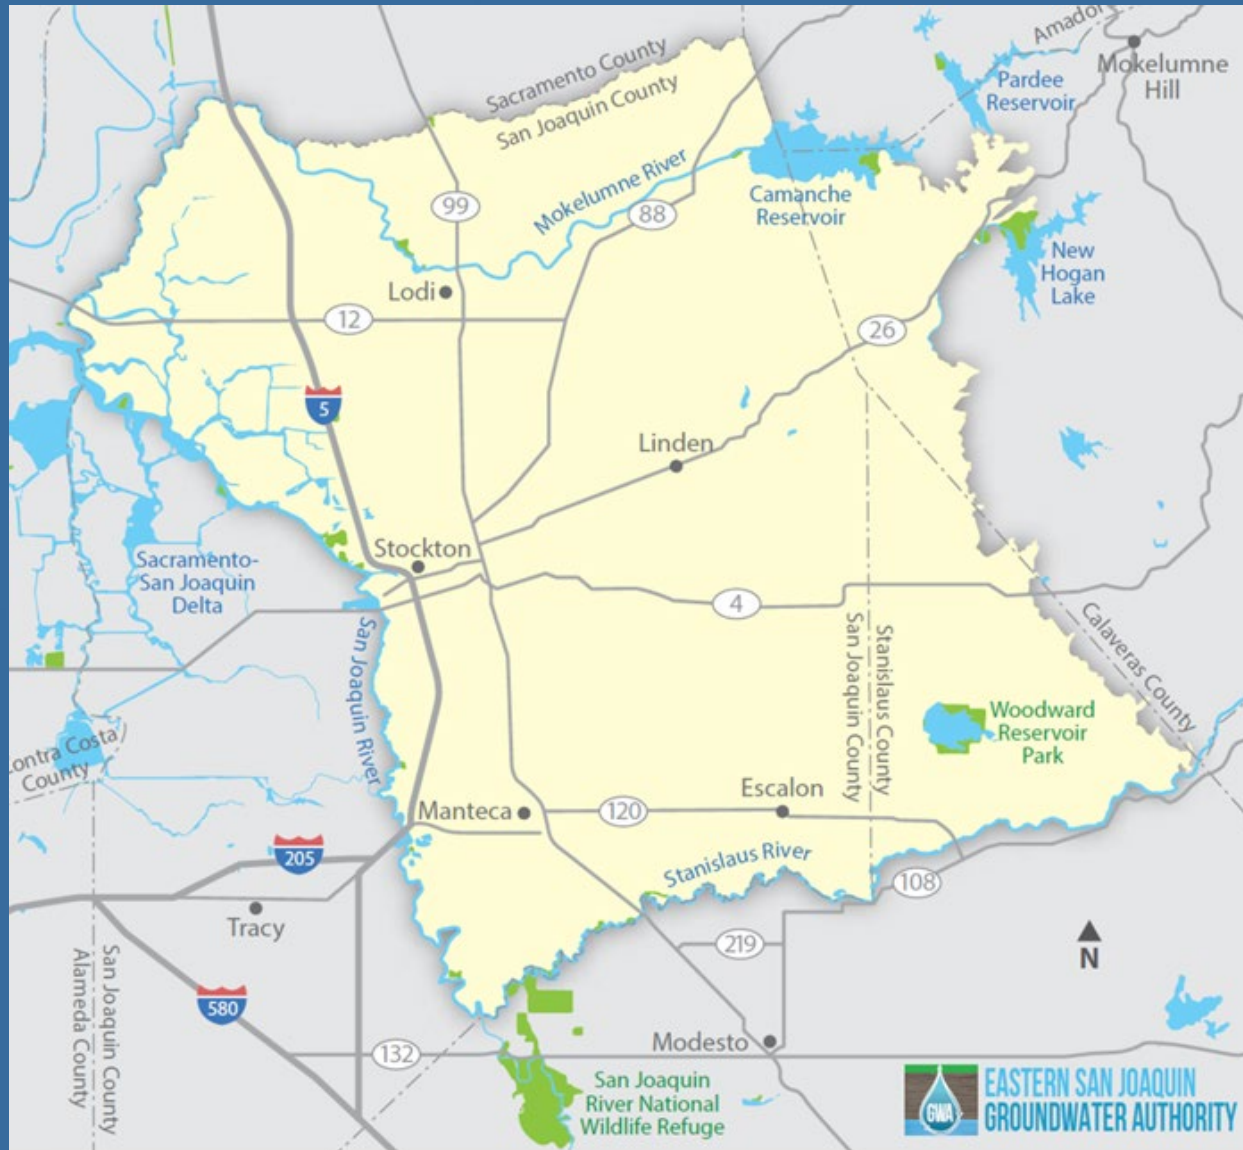 Amador
Mokelumne
Hill
Pardee
Reservoir
Sacramento County
San Joaquin County
Mokelumne River
99
88
Camanche
Reservoir
New
Hogan
Lake
Lodi
12
26
5
Linden
Stockton
Sacramento-
San Joaquin
Delta
4
San Joaquin River
Stanislaus County
San Joaquin County
Calaveras County
Woodward
Reservoir
Park
ontra Costa
County
Manteca
120
Escalon
205
Stanislaus River
108
Tracy
219
N
San Joaquin County
Alameda County
580
132
Modesto
San Joaquin
River National
Wildlife Refuge
GWA
EASTERN SAN JOAQUIN
GROUNDWATER AUTHORITY